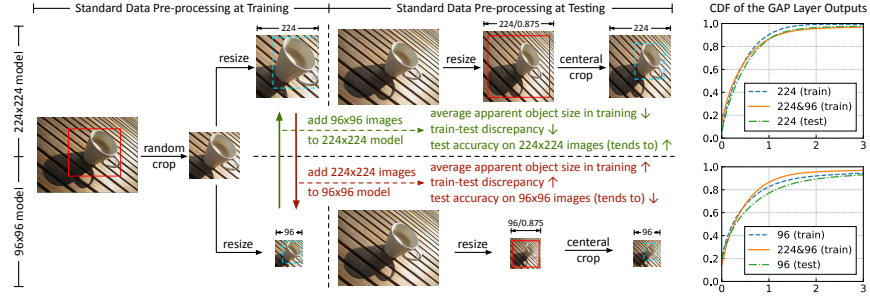 Standard Data Pre-processing at Training
Standard Data Pre-processing at Testing
CDF of the GAP Layer Outputs
224x224 model
96x96 model
random
crop
resize
224
resize
224/0.875
centeral
crop
224
add 96x96 images
to 224x224 model
average apparent object size in training ↓
train-test discrepancy ↓
test accuracy on 224x224 images (tends to) ↑
add 224x224 images
to 96x96 model
average apparent object size in training ↑
train-test discrepancy ↑
test accuracy on 96x96 images (tends to) ↓
resize
96
resize
96/0.875
centeral
crop
96
1.0
0.8
0.6
0.4
0.2
0.0
0 1 2 3
224 (train)
224&96 (train)
224 (test)
1.0
0.8
0.6
0.4
0.2
0.0
0 1 2 3
96 (train)
224&96 (train)
96 (test)